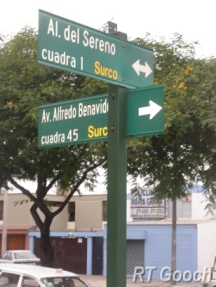 Al. del Sereno
cuadra 1 Surco
Av. Alfredo Benavides
cuadra 45 Surco
RT Gooch